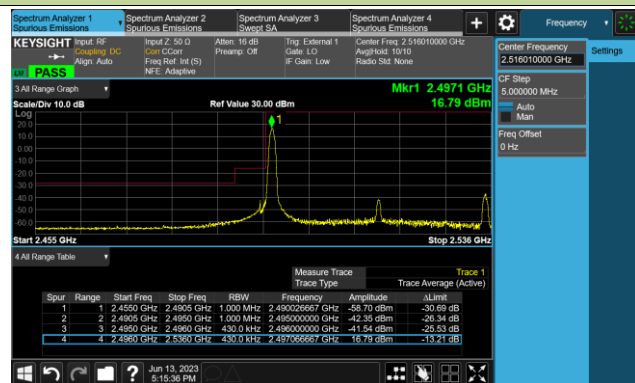 Spectrum Analyzer 1
Spurious Emissions
Spectrum Analyzer 2
Spurious Emissions
Spectrum Analyzer 3
Swept SA
Spectrum Analyzer 4
Spurious Emissions
+
Frequency
KEYSIGHT
Input: RF
Coupling: DC
Align: Auto
Input Z: 50 Ω
Corr CCorr
Freq Ref: Int (S)
NFE: Adaptive
Atten: 16 dB
Preamp: Off
Trig: External 1
Gate: LO
IF Gain: Low
Center Freq: 2.516010000 GHz
Avg|Hold: 10/10
Radio Std: None
PASS
Center Frequency
2.516010000 GHz
Settings
CF Step
5.000000 MHz
Auto
Man
Freq Offset
0 Hz
3 All Range Graph
Mkr1 2.4971 GHz
Scale/Div 10.0 dB
Ref Value 30.00 dBm
16.79 dBm
Log
20.0
10.0
0.00
-10.0
-20.0
-30.0
-40.0
-50.0
-60.0
1
Start 2.455 GHz
Stop 2.536 GHz
4 All Range Table
Measure Trace Trace 1
Trace Type Trace Average (Active)
Spur Range Start Freq Stop Freq RBW Frequency Amplitude ΔLimit
1 1 2.4550 GHz 2.4905 GHz 1.000 MHz 2.490026667 GHz -58.70 dBm -30.69 dB
2 2 2.4905 GHz 2.4950 GHz 1.000 MHz 2.495000000 GHz -42.35 dBm -26.34 dB
3 3 2.4950 GHz 2.4960 GHz 430.0 kHz 2.496000000 GHz -41.54 dBm -25.53 dB
4 4 2.4960 GHz 2.5360 GHz 430.0 kHz 2.497066667 GHz 16.79 dBm -13.21 dB
?
Jun 13, 2023
5:15:36 PM